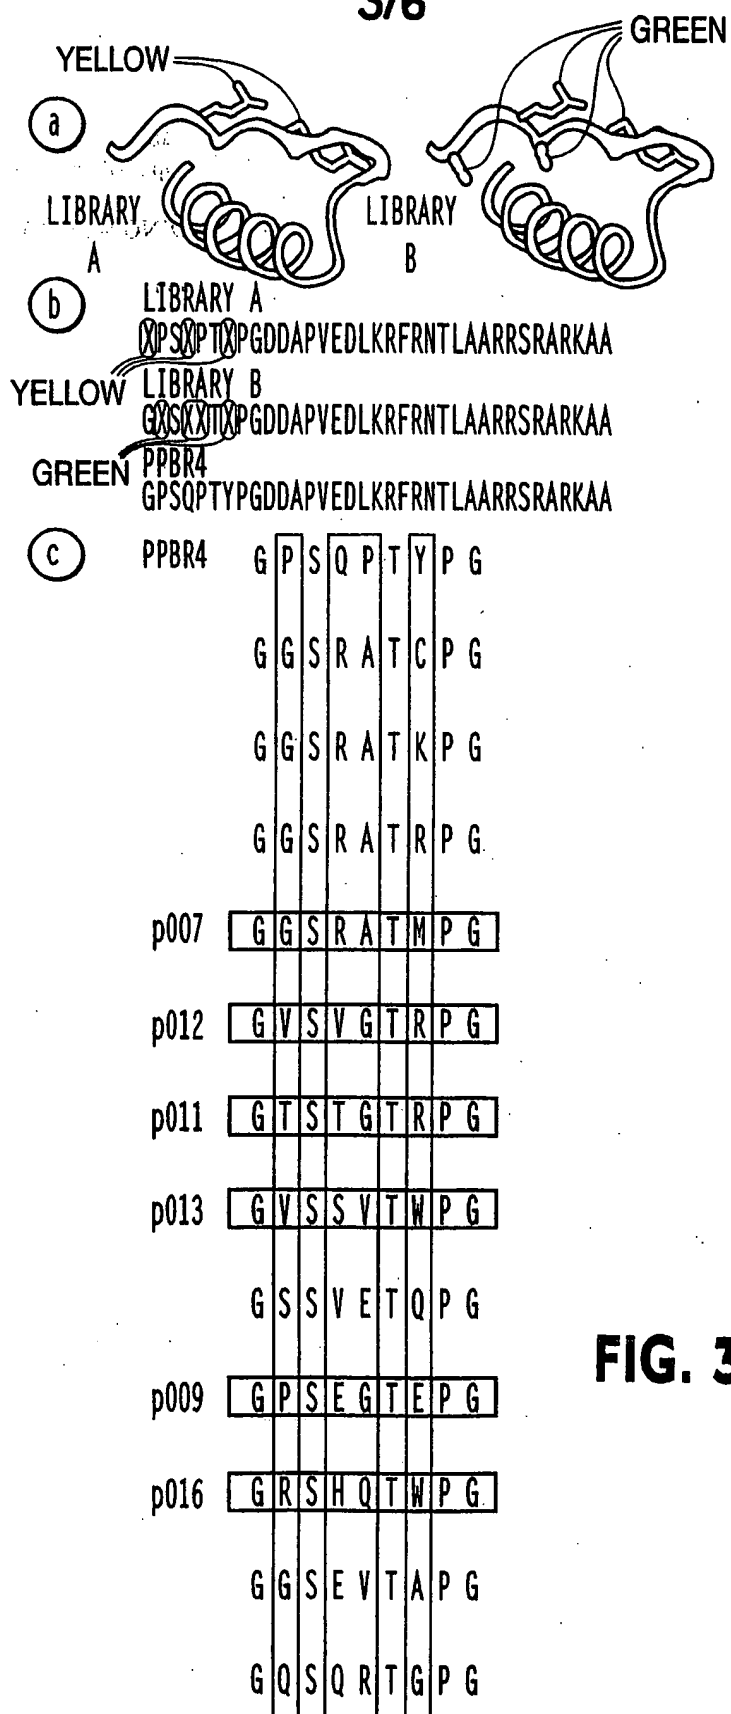 3/6
YELLOW
GREEN
a
LIBRARY A
LIBRARY B
b
LIBRARY A
XPSXPTXPGDDAPVEDLKRFRNTLAARRSRARKAA
YELLOW
LIBRARY B
GXSXXTXPGDDAPVEDLKRFRNTLAARRSRARKAA
GREEN
PPBR4
GPSQPTYPGDDAPVEDLKRFRNTLAARRSRARKAA
c
PPBR4 G P S Q P T Y P G
G G S R A T C P G
G G S R A T K P G
G G S R A T R P G
p007 G G S R A T M P G
p012 G V S V G T R P G
p011 G T S T G T R P G
p013 G V S S V T W P G
G S S V E T Q P G
FIG. 3
p009 G P S E G T E P G
p016 G R S H Q T W P G
G G S E V T A P G
G Q S Q R T G P G